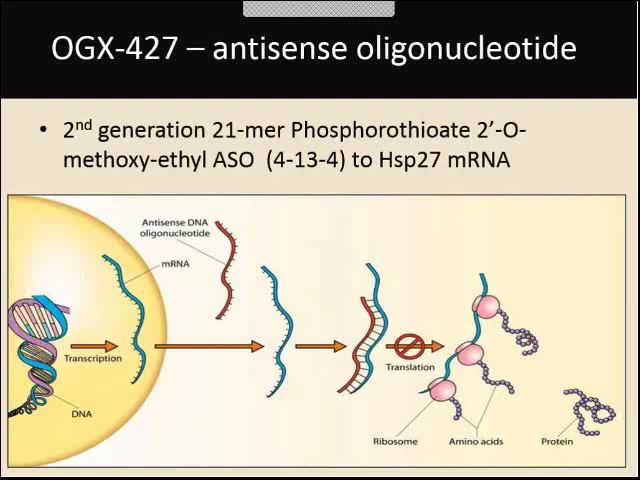 OGX-427 – antisense oligonucleotide
• 2nd generation 21-mer Phosphorothioate 2’-O-
methoxy-ethyl ASO (4-13-4) to Hsp27 mRNA
Antisense DNA
oligonucleotide
mRNA
Transcription
Translation
DNA
Ribosome
Amino acids
Protein